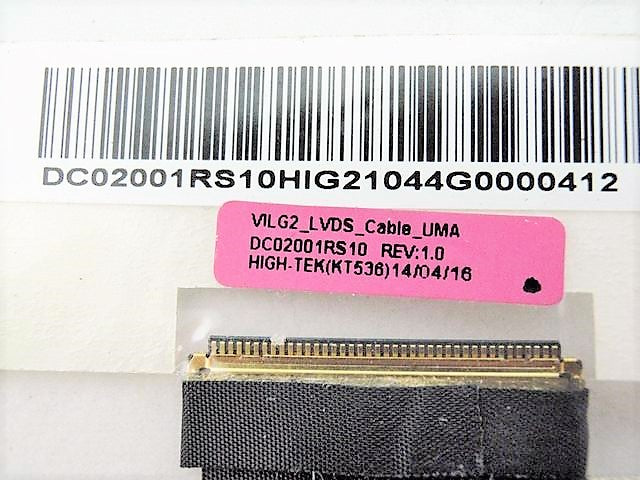 DC02001RS10HIG21044G0000412
VILG2_LVDS_Cable_UMA
DC02001RS10 REV:1.0
HIGH-TEK(KT536)14/04/16